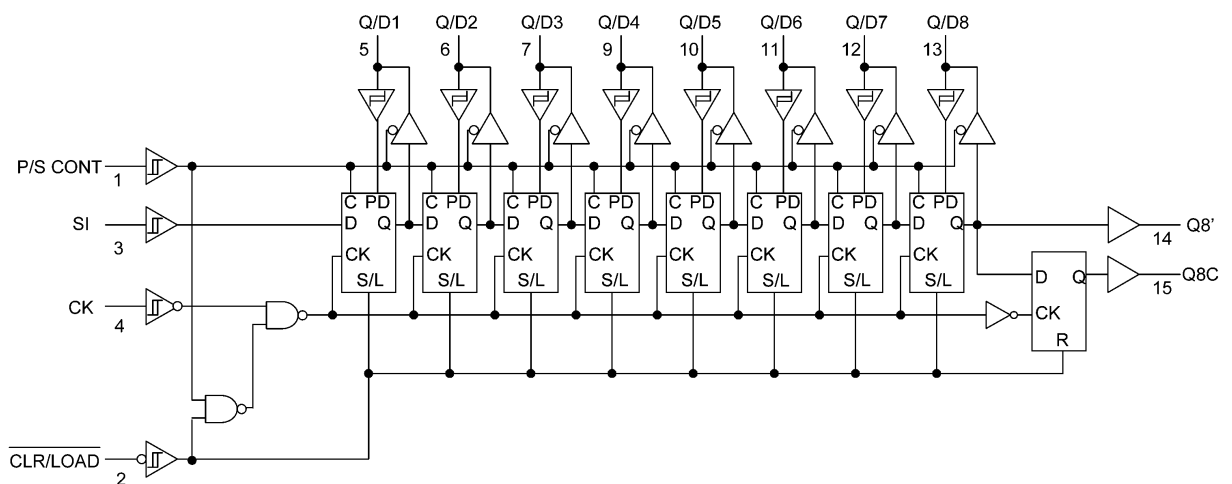 Q/D1 Q/D2 Q/D3 Q/D4 Q/D5 Q/D6 Q/D7 Q/D8
5 6 7 9 10 11 12 13
P/S CONT
1
C PD C PD C PD C PD C PD C PD C PD C PD
SI
3
D Q D Q D Q D Q D Q D Q D Q D Q
Q8'
14
CK CK CK CK CK CK CK CK
S/L S/L S/L S/L S/L S/L S/L S/L
D Q
Q8C
15
CK
4
CK
R
CLR/LOAD
2